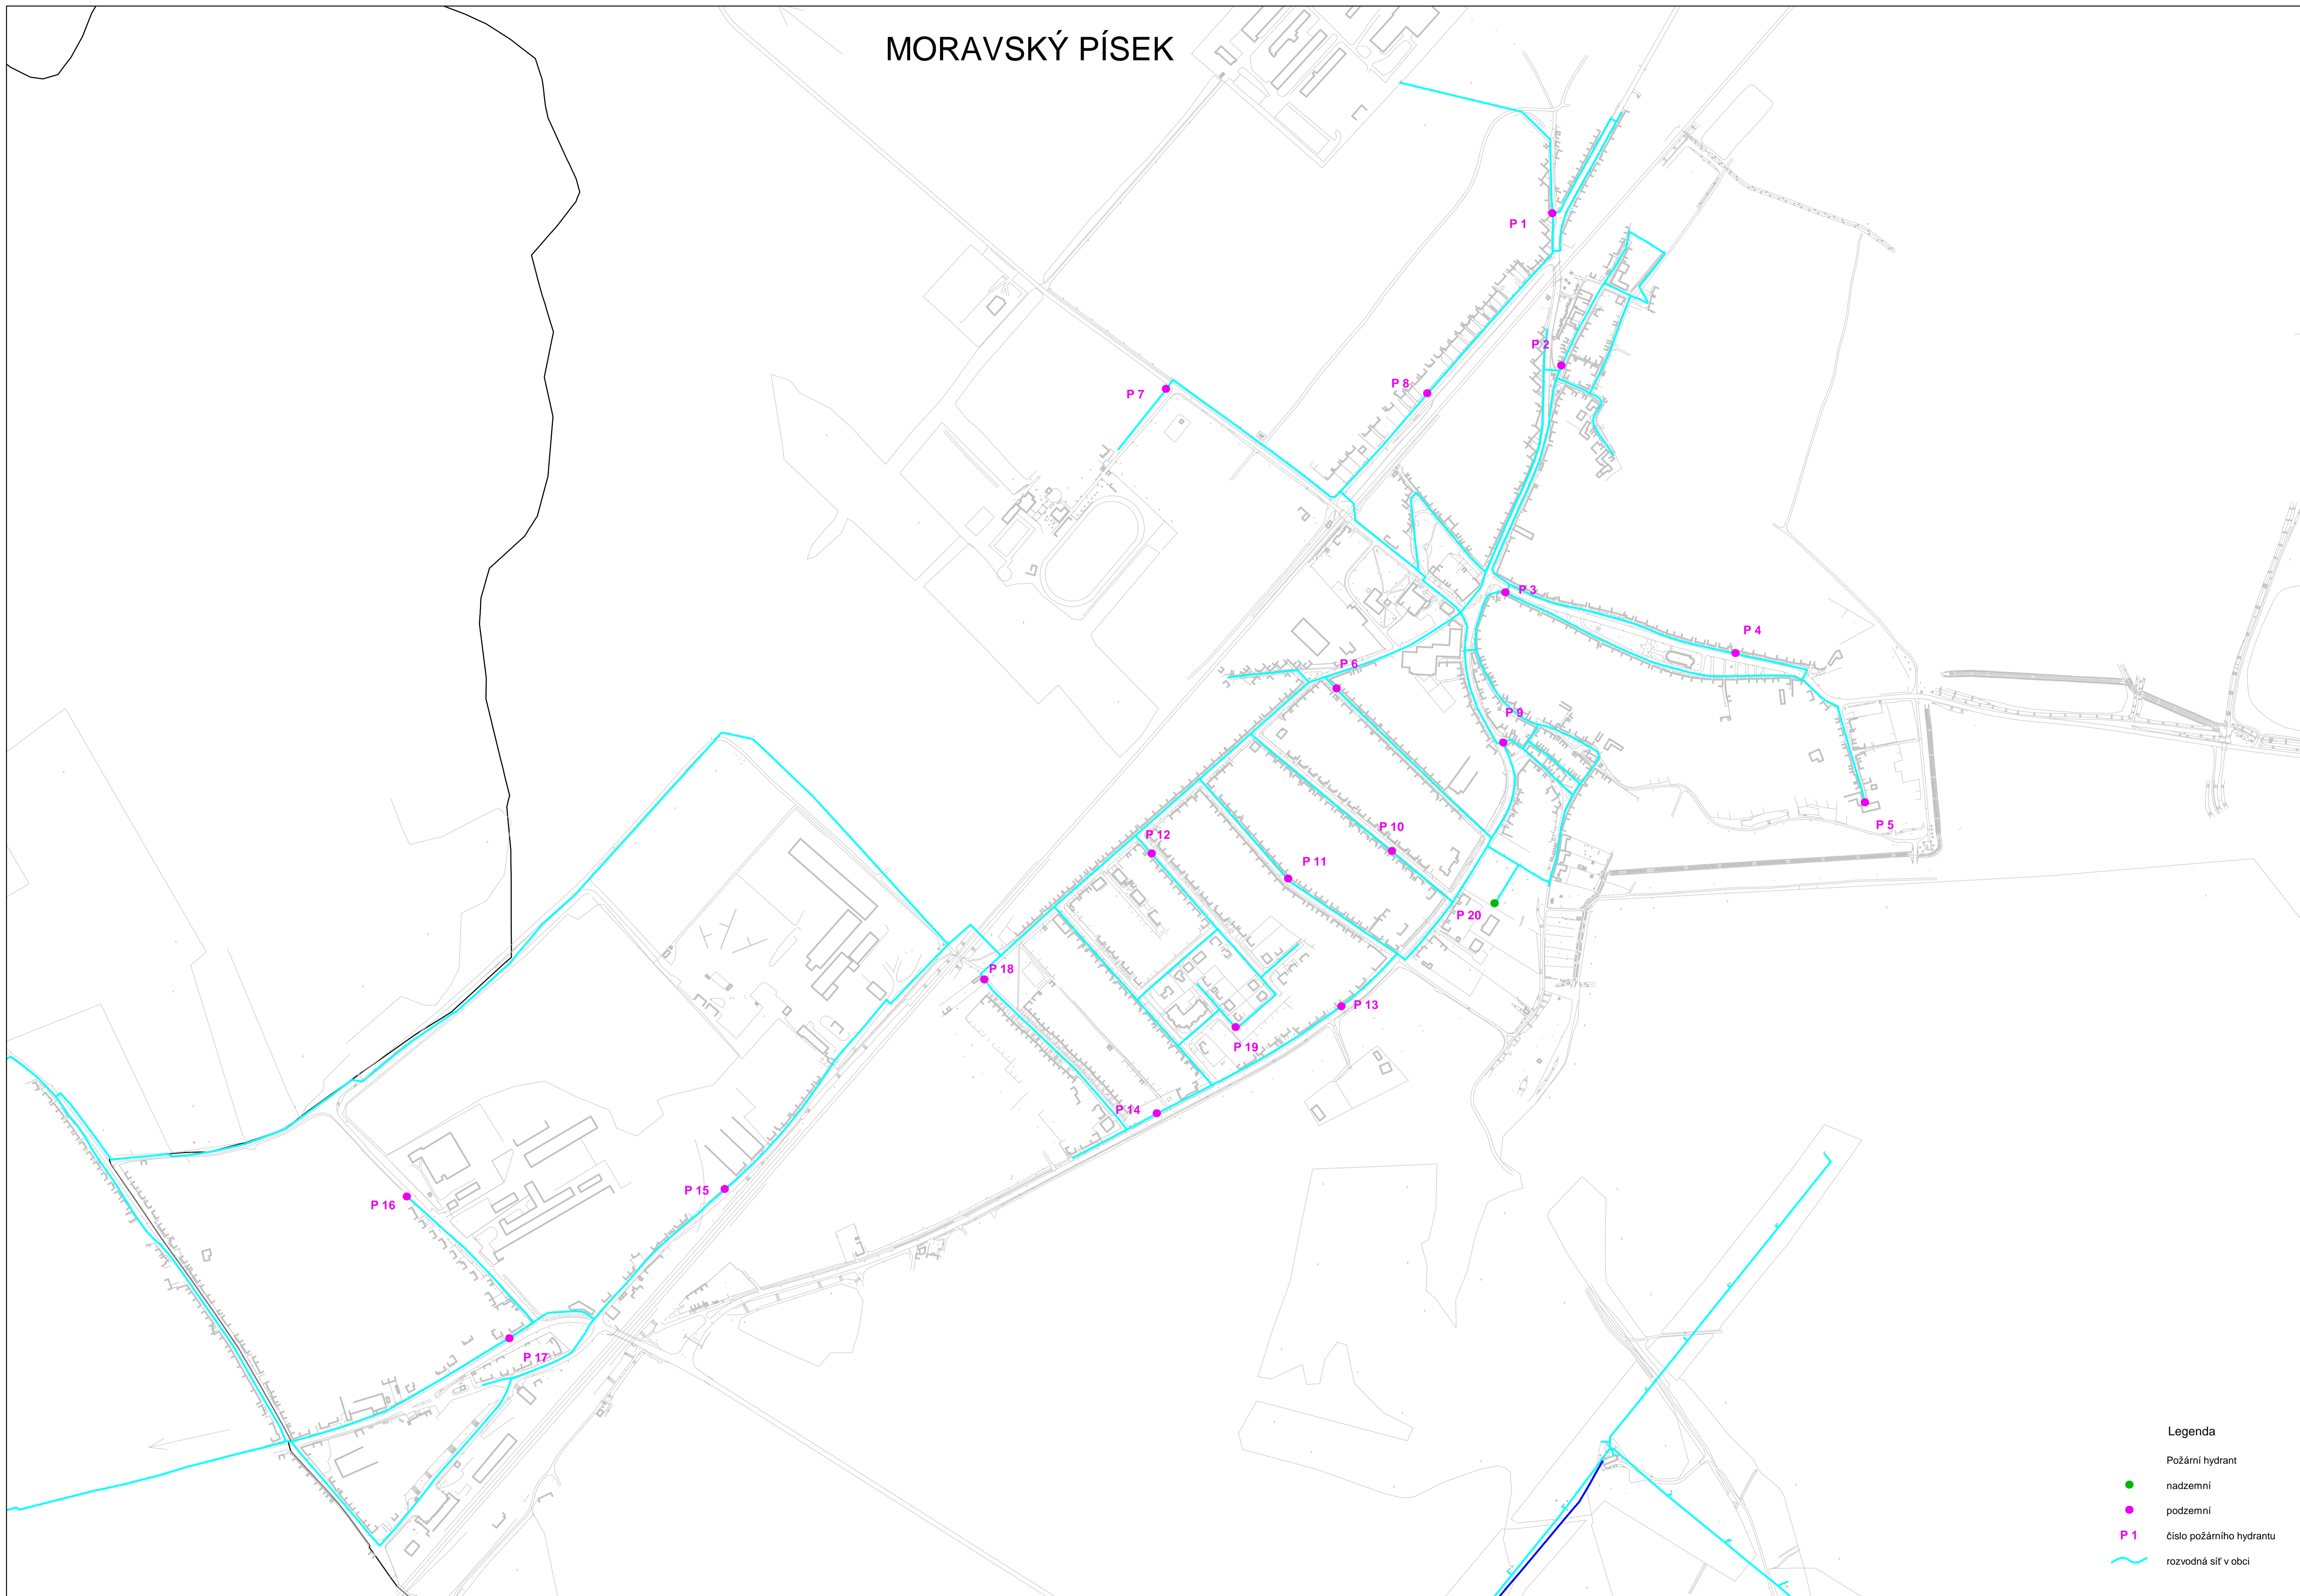 MORAVSKÝ PÍSEK
P 1
P 2
P 8
P 7
P 3
P 4
P 6
P 9
P 5
P 10
P 12
P 11
P 20
P 18
P 13
P 19
P 14
P 15
P 16
P 17
Legenda
Požární hydrant
nadzemní
podzemní
P 1 číslo požárního hydrantu
rozvodná síť v obci